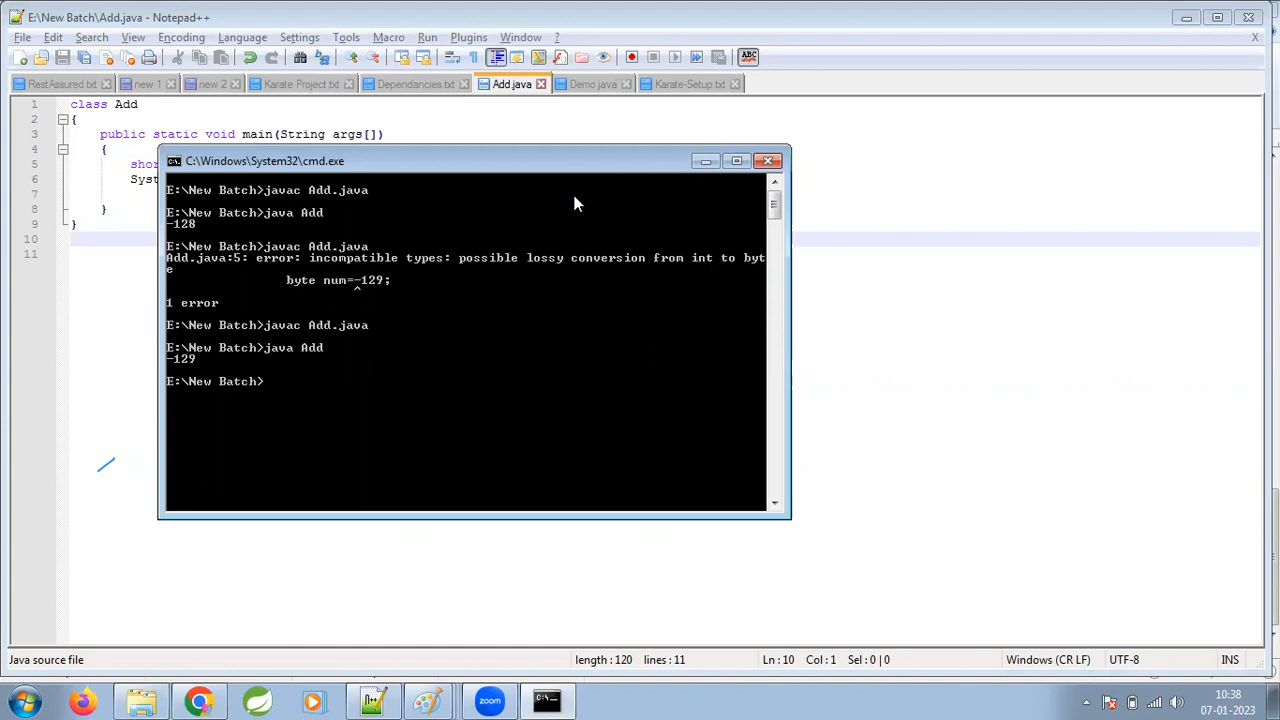 E:\New Batch\Add.java - Notepad++
File Edit Search View Encoding Language Settings Tools Macro Run Plugins Window ? X
ABC
RestAssured.txt new 1 new 2 Karate Project.txt Dependancies.txt Add.java Demo.java Karate-Setup.txt
1 class Add
2 {
3 public static void main(String args[])
4 {
5 shor
6 Syst
7
8 }
9 }
10
11
C:\Windows\System32\cmd.exe
E:\New Batch>javac Add.java
E:\New Batch>java Add
-128
E:\New Batch>javac Add.java
Add.java:5: error: incompatible types: possible lossy conversion from int to byt
e
byte num=-129;
^
1 error
E:\New Batch>javac Add.java
E:\New Batch>java Add
-129
E:\New Batch>
Java source file length : 120 lines : 11 Ln : 10 Col : 1 Sel : 0 | 0 Windows (CR LF) UTF-8 INS
zoom
10:38
07-01-2023